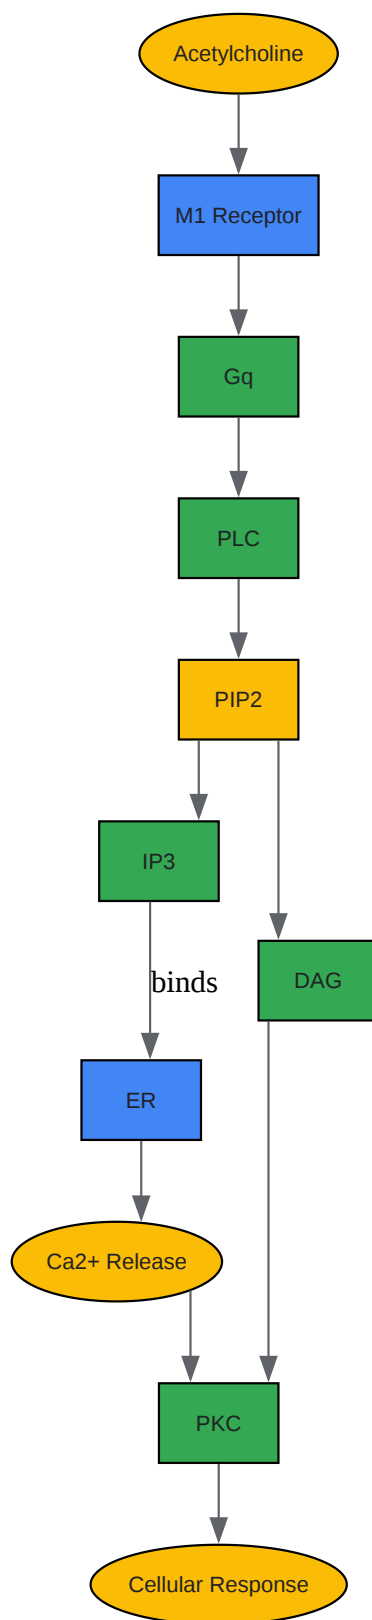 Acetylcholine
M1 Receptor
Gq
PLC
PIP2
IP3
binds
DAG
ER
Ca2+ Release
PKC
Cellular Response